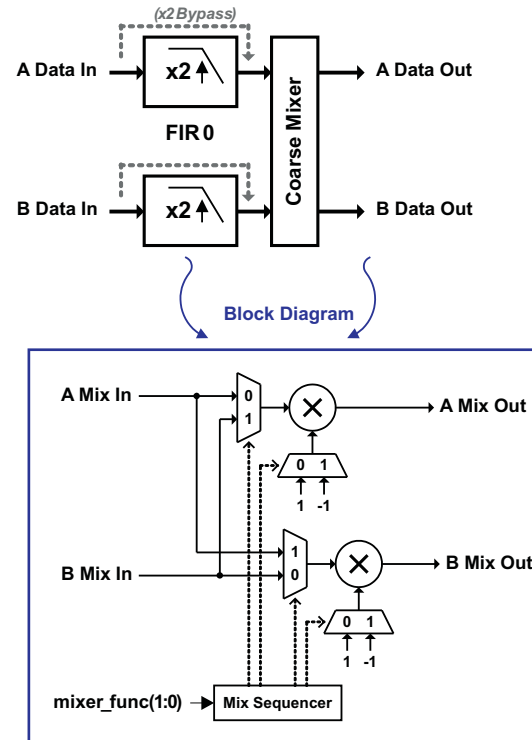 (x2 Bypass)
A Data In
x2
A Data Out
FIR 0
Coarse Mixer
B Data In
x2
B Data Out
Block Diagram
A Mix In
0
1
A Mix Out
0 1
1 -1
B Mix In
1
0
B Mix Out
0 1
1 -1
mixer_func(1:0)
Mix Sequencer